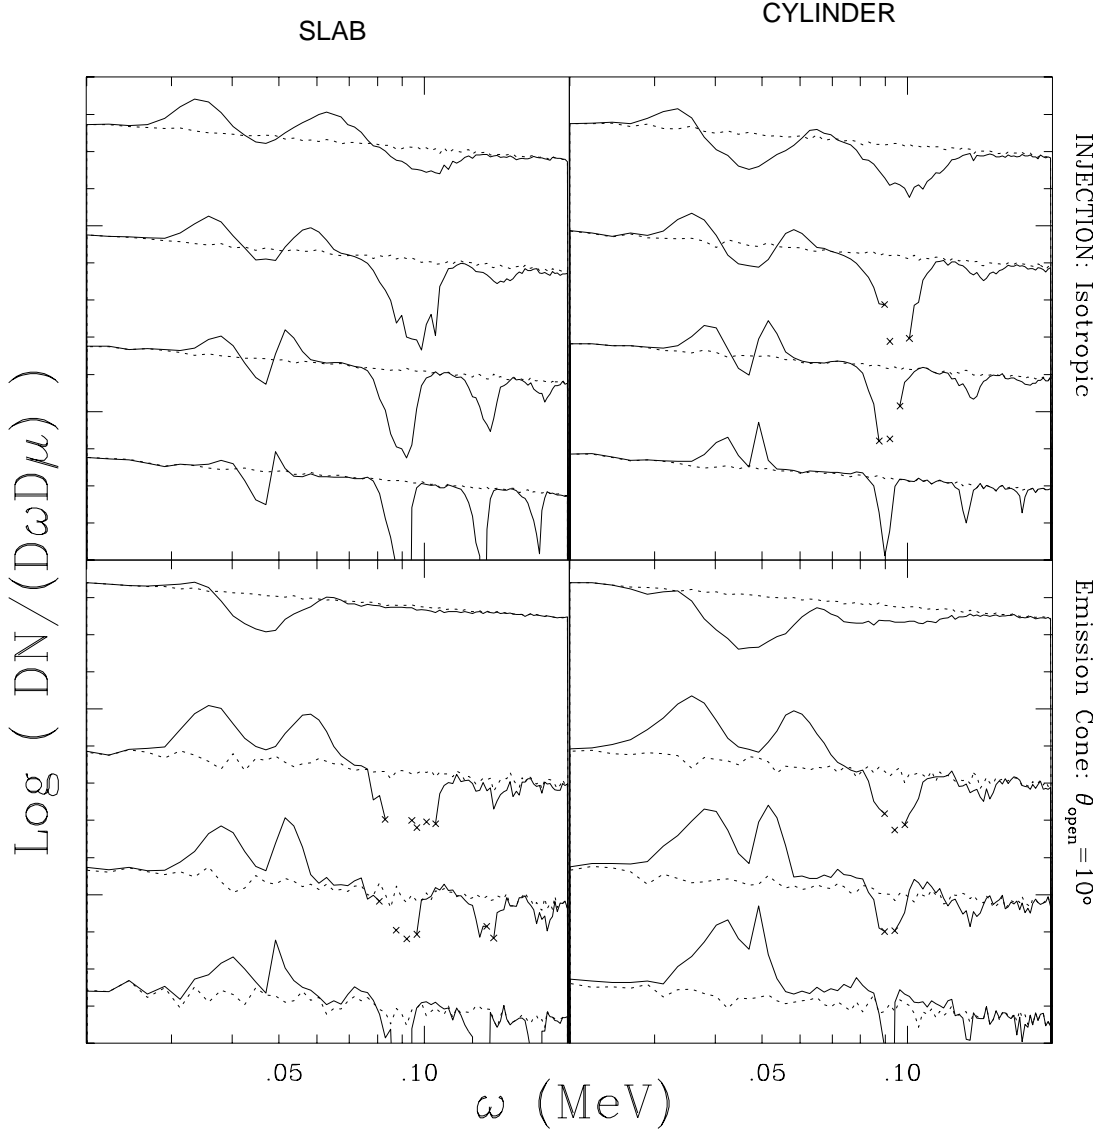 SLAB
CYLINDER
INJECTION: Isotropic
Emission Cone: θopen=10°
Log ( DN/(DωDμ) )
.05 .10 .05 .10
ω (MeV)